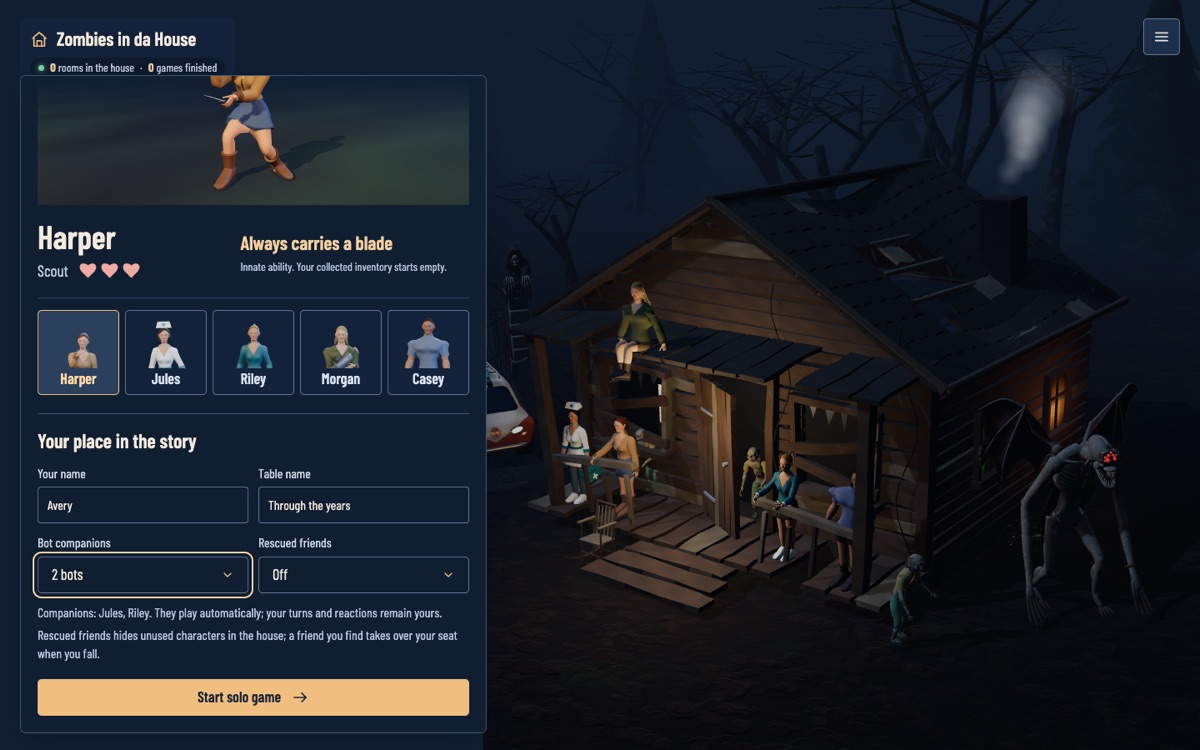 Zombies in da House
0 rooms in the house · 0 games finished
Harper
Scout
Always carries a blade
Innate ability. Your collected inventory starts empty.
Harper
Jules
Riley
Morgan
Casey
Your place in the story
Your name
Table name
Avery
Through the years
Bot companions
Rescued friends
2 bots
Off
Companions: Jules, Riley. They play automatically; your turns and reactions remain yours.
Rescued friends hides unused characters in the house; a friend you find takes over your seat
when you fall.
Start solo game →